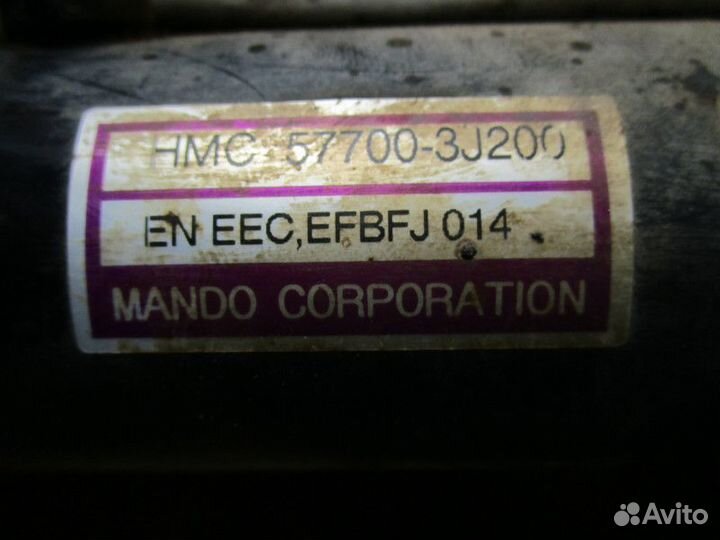 HMC 57700-3J200
EN EEC,EFBFJ 014
MANDO CORPORATION
Avito